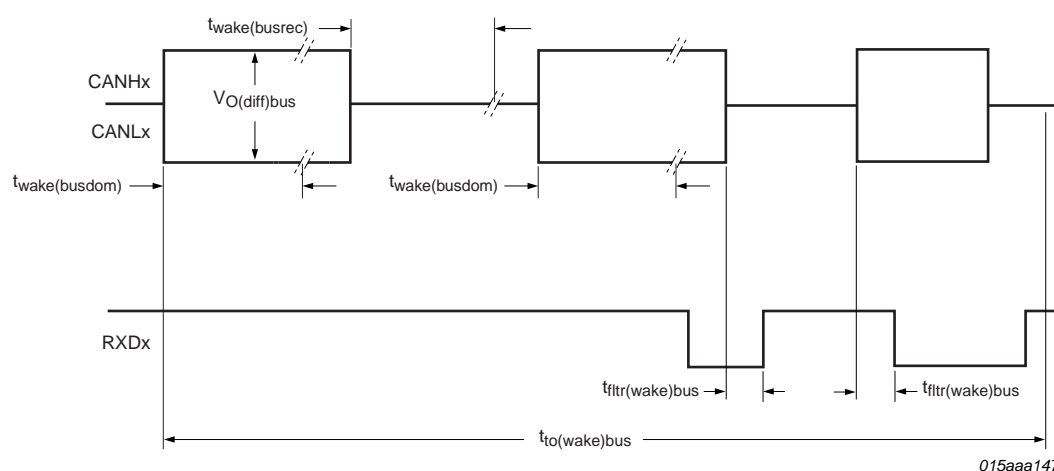 twake(busrec)
CANHx
VO(diff)bus
CANLx
twake(busdom)
twake(busdom)
RXDx
tfltr(wake)bus
tfltr(wake)bus
tto(wake)bus
015aaa147